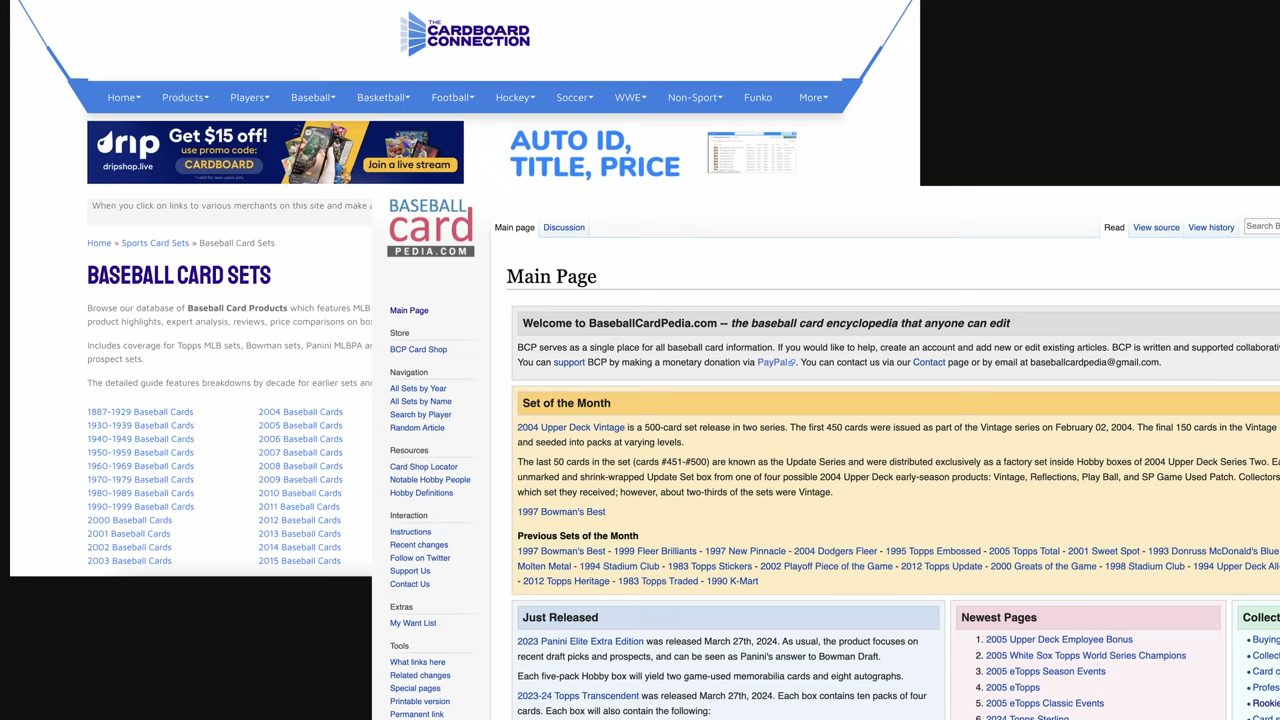 THE
CARDBOARD
CONNECTION
Home Products Players Baseball Basketball Football Hockey Soccer WWE Non-Sport Funko More
drip
dripshop.live
Get $15 off!
use promo code:
CARDBOARD
*valid for new users only
Join a live stream
AUTO ID,
TITLE, PRICE
When you click on links to various merchants on this site and make a
Home » Sports Card Sets » Baseball Card Sets
BASEBALL CARD SETS
Browse our database of Baseball Card Products which features MLB
product highlights, expert analysis, reviews, price comparisons on box
Includes coverage for Topps MLB sets, Bowman sets, Panini MLBPA an
prospect sets.
The detailed guide features breakdowns by decade for earlier sets and
1887-1929 Baseball Cards
1930-1939 Baseball Cards
1940-1949 Baseball Cards
1950-1959 Baseball Cards
1960-1969 Baseball Cards
1970-1979 Baseball Cards
1980-1989 Baseball Cards
1990-1999 Baseball Cards
2000 Baseball Cards
2001 Baseball Cards
2002 Baseball Cards
2003 Baseball Cards
2004 Baseball Cards
2005 Baseball Cards
2006 Baseball Cards
2007 Baseball Cards
2008 Baseball Cards
2009 Baseball Cards
2010 Baseball Cards
2011 Baseball Cards
2012 Baseball Cards
2013 Baseball Cards
2014 Baseball Cards
2015 Baseball Cards
BASEBALL
card
PEDIA.COM
Main Page
Store
BCP Card Shop
Navigation
All Sets by Year
All Sets by Name
Search by Player
Random Article
Resources
Card Shop Locator
Notable Hobby People
Hobby Definitions
Interaction
Instructions
Recent changes
Follow on Twitter
Support Us
Contact Us
Extras
My Want List
Tools
What links here
Related changes
Special pages
Printable version
Permanent link
Main page Discussion Read View source View history Search B
Main Page
Welcome to BaseballCardPedia.com -- the baseball card encyclopedia that anyone can edit
BCP serves as a single place for all baseball card information. If you would like to help, create an account and add new or edit existing articles. BCP is written and supported collaborati
You can support BCP by making a monetary donation via PayPal. You can contact us via our Contact page or by email at baseballcardpedia@gmail.com.
Set of the Month
2004 Upper Deck Vintage is a 500-card set release in two series. The first 450 cards were issued as part of the Vintage series on February 02, 2004. The final 150 cards in the Vintage
and seeded into packs at varying levels.
The last 50 cards in the set (cards #451-#500) are known as the Update Series and were distributed exclusively as a factory set inside Hobby boxes of 2004 Upper Deck Series Two. Ea
unmarked and shrink-wrapped Update Set box from one of four possible 2004 Upper Deck early-season products: Vintage, Reflections, Play Ball, and SP Game Used Patch. Collectors
which set they received; however, about two-thirds of the sets were Vintage.
1997 Bowman's Best
Previous Sets of the Month
1997 Bowman's Best - 1999 Fleer Brilliants - 1997 New Pinnacle - 2004 Dodgers Fleer - 1995 Topps Embossed - 2005 Topps Total - 2001 Sweet Spot - 1993 Donruss McDonald's Blue
Molten Metal - 1994 Stadium Club - 1983 Topps Stickers - 2002 Playoff Piece of the Game - 2012 Topps Update - 2000 Greats of the Game - 1998 Stadium Club - 1994 Upper Deck All-
- 2012 Topps Heritage - 1983 Topps Traded - 1990 K-Mart
Just Released
2023 Panini Elite Extra Edition was released March 27th, 2024. As usual, the product focuses on
recent draft picks and prospects, and can be seen as Panini's answer to Bowman Draft.
Each five-pack Hobby box will yield two game-used memorabilia cards and eight autographs.
2023-24 Topps Transcendent was released March 27th, 2024. Each box contains ten packs of four
cards. Each box will also contain the following:
Newest Pages
1. 2005 Upper Deck Employee Bonus
2. 2005 White Sox Topps World Series Champions
3. 2005 eTopps Season Events
4. 2005 eTopps
5. 2005 eTopps Classic Events
6. 2024 Topps Sterling
Collect
Buying
Collec
Card c
Profes
Rooki